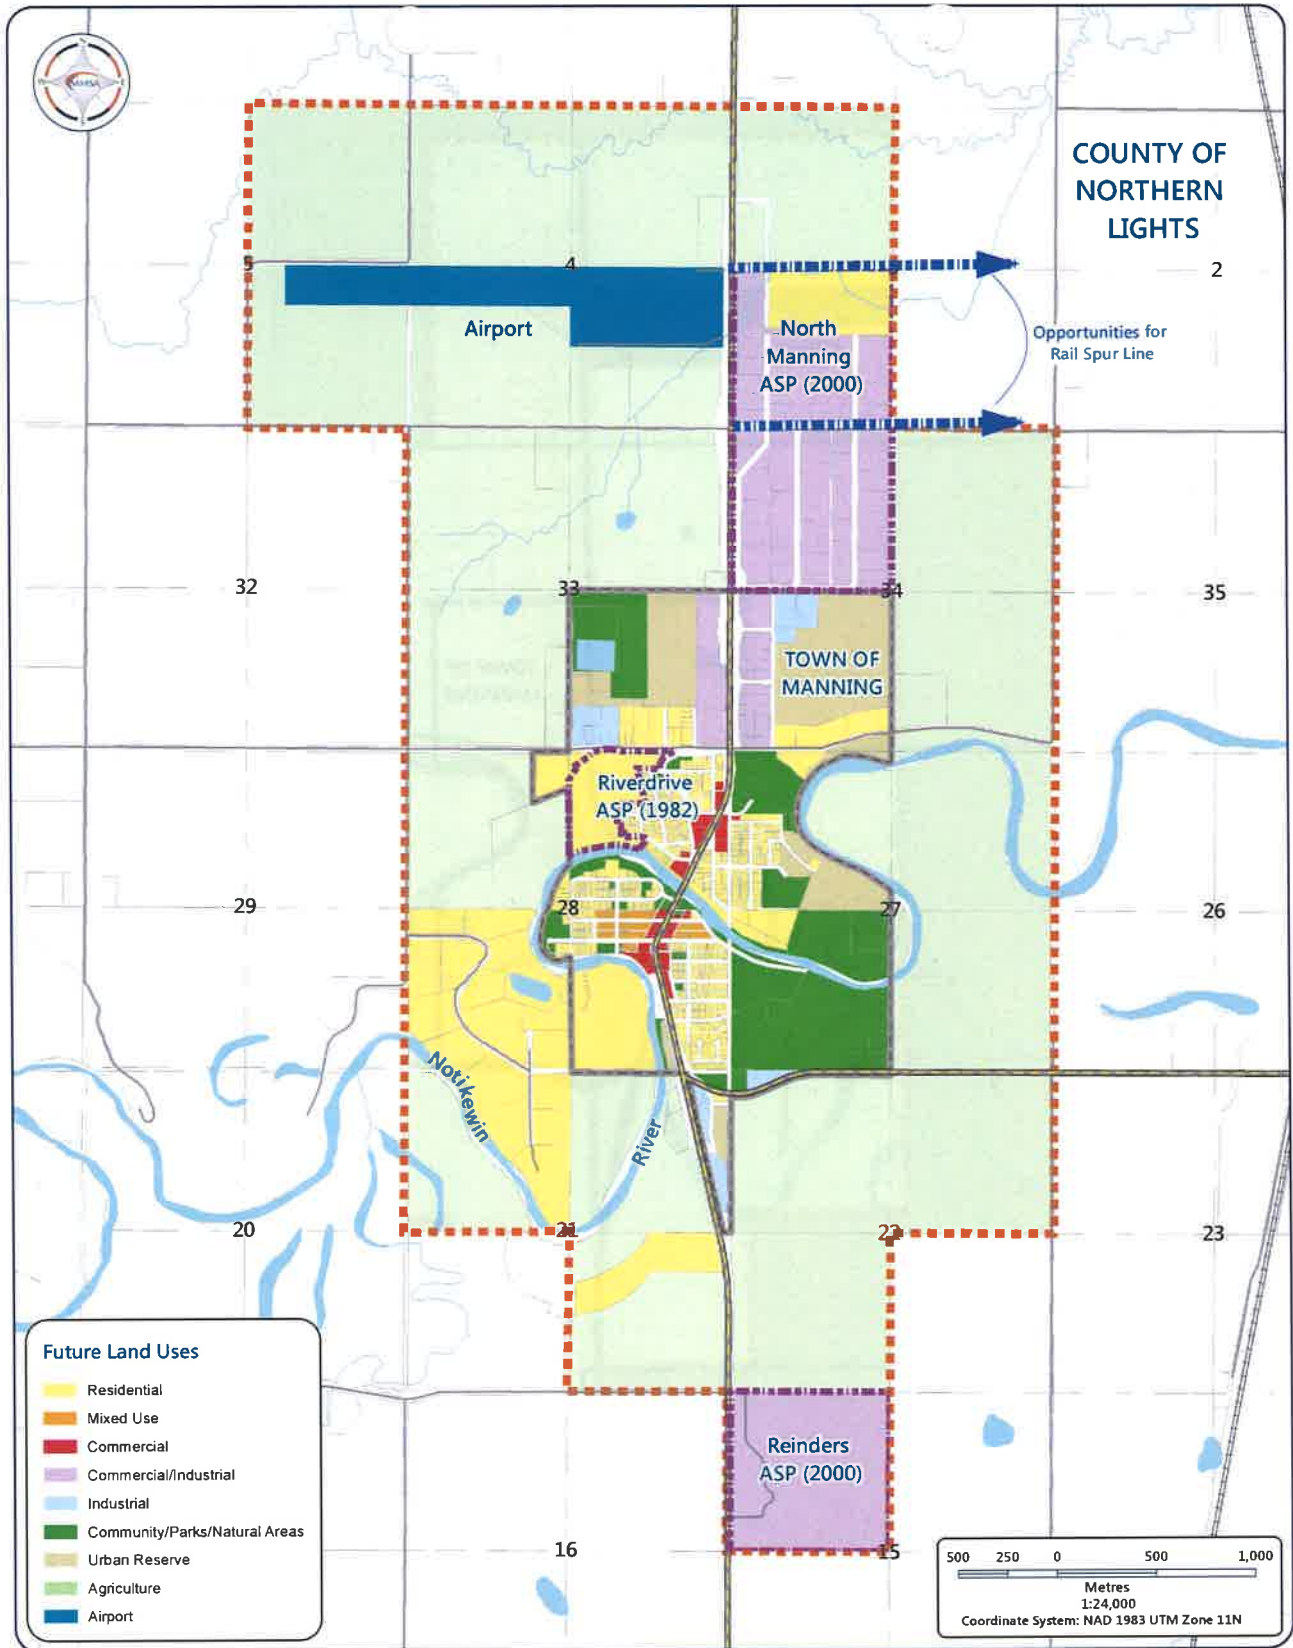 N
W
MMSA
E
S
COUNTY OF
NORTHERN
LIGHTS
5
4
2
Airport
North
Manning
ASP (2000)
Opportunities for
Rail Spur Line
32
33
34
35
TOWN OF
MANNING
Riverdrive
ASP (1982)
29
28
27
26
Notikewin
River
20
21
22
23
Reinders
ASP (2000)
16
15
Future Land Uses
Residential
Mixed Use
Commercial
Commercial/Industrial
Industrial
Community/Parks/Natural Areas
Urban Reserve
Agriculture
Airport
500 250 0 500 1,000
Metres
1:24,000
Coordinate System: NAD 1983 UTM Zone 11N